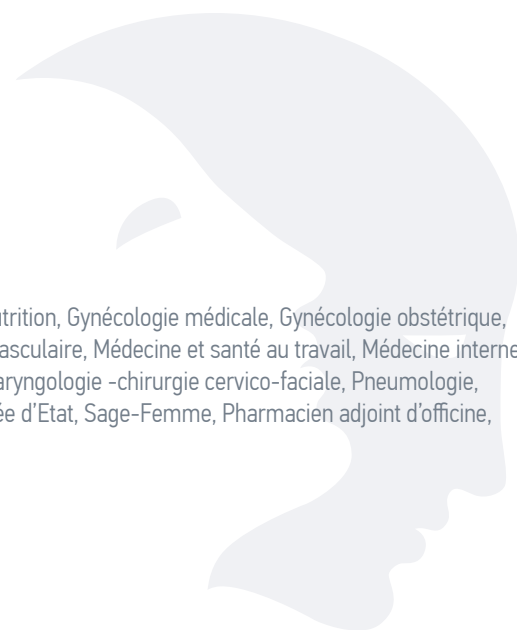 trition, Gynécologie médicale, Gynécologie obstétrique,
asculaire, Médecine et santé au travail, Médecine interne
aryngologie -chirurgie cervico-faciale, Pneumologie,
ée d'Etat, Sage-Femme, Pharmacien adjoint d'officine,